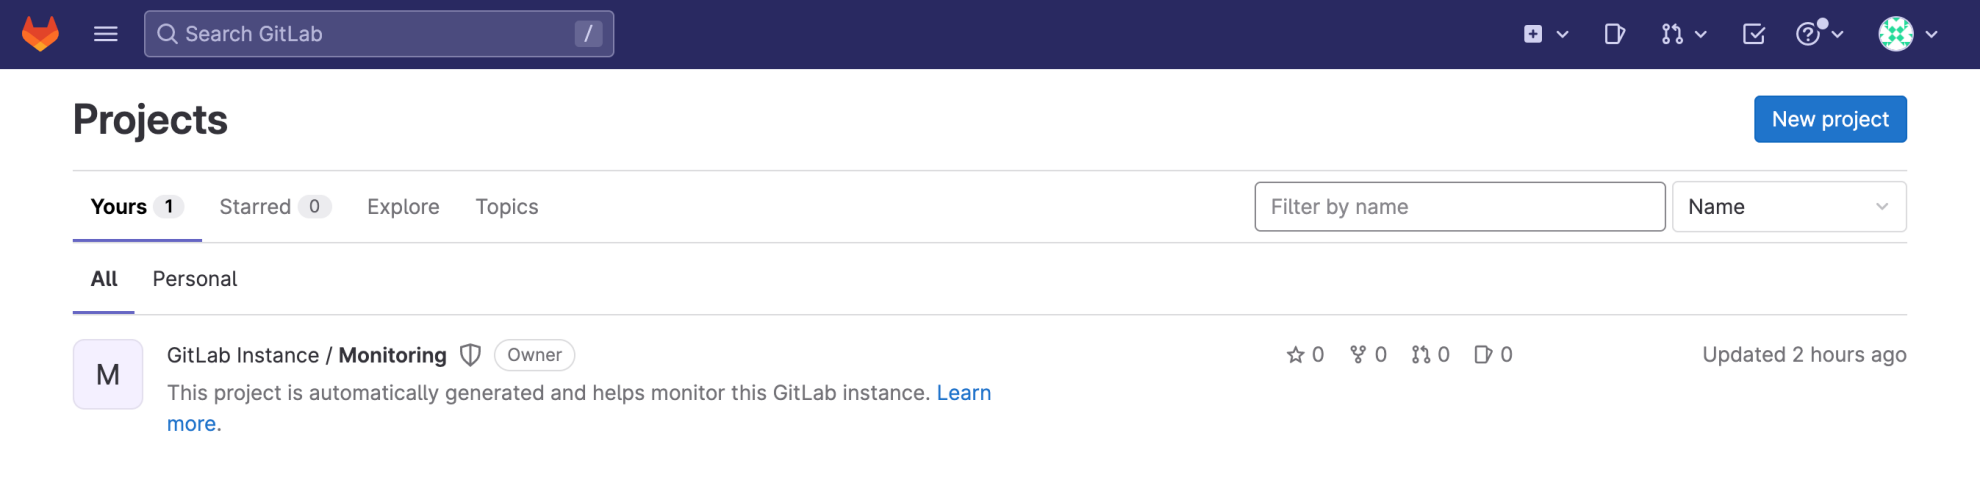 Search GitLab /
Projects
New project
Yours 1 Starred 0 Explore Topics Filter by name Name
All Personal
M GitLab Instance / Monitoring Owner 0 0 0 0 Updated 2 hours ago
This project is automatically generated and helps monitor this GitLab instance. Learn
more.